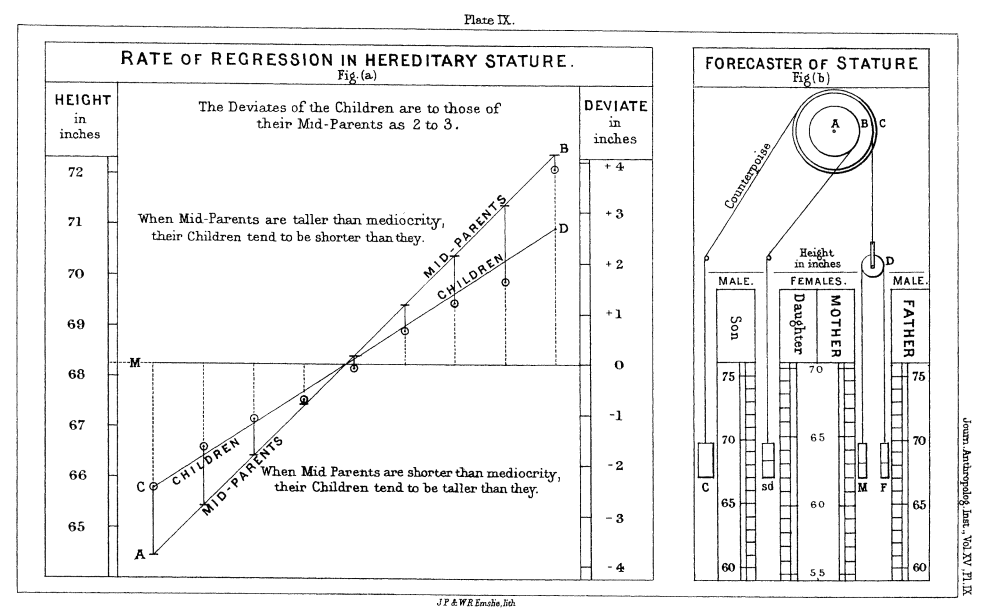 Plate IX.
RATE OF REGRESSION IN HEREDITARY STATURE.
Fig. (a)
HEIGHT
in
inches
The Deviates of the Children are to those of
their Mid-Parents as 2 to 3.
DEVIATE
in
inches
72
71
70
69
68
67
66
65
When Mid-Parents are taller than mediocrity,
their Children tend to be shorter than they.
MID-PARENTS
CHILDREN
B
D
M
C
A
CHILDREN
MID-PARENTS
When Mid Parents are shorter than mediocrity,
their Children tend to be taller than they.
+4
+3
+2
+1
0
-1
-2
-3
-4
FORECASTER OF STATURE
Fig (b)
A B C
Counterpoise
D
Height
in inches
MALE.
FEMALES.
MALE.
Son
Daughter
MOTHER
FATHER
75
70
65
60
70
65
60
55
75
70
65
60
C
sd
M
F
Journ. Anthropolog. Inst., Vol. XV, Pl. IX
J P & W R Emslie, lith